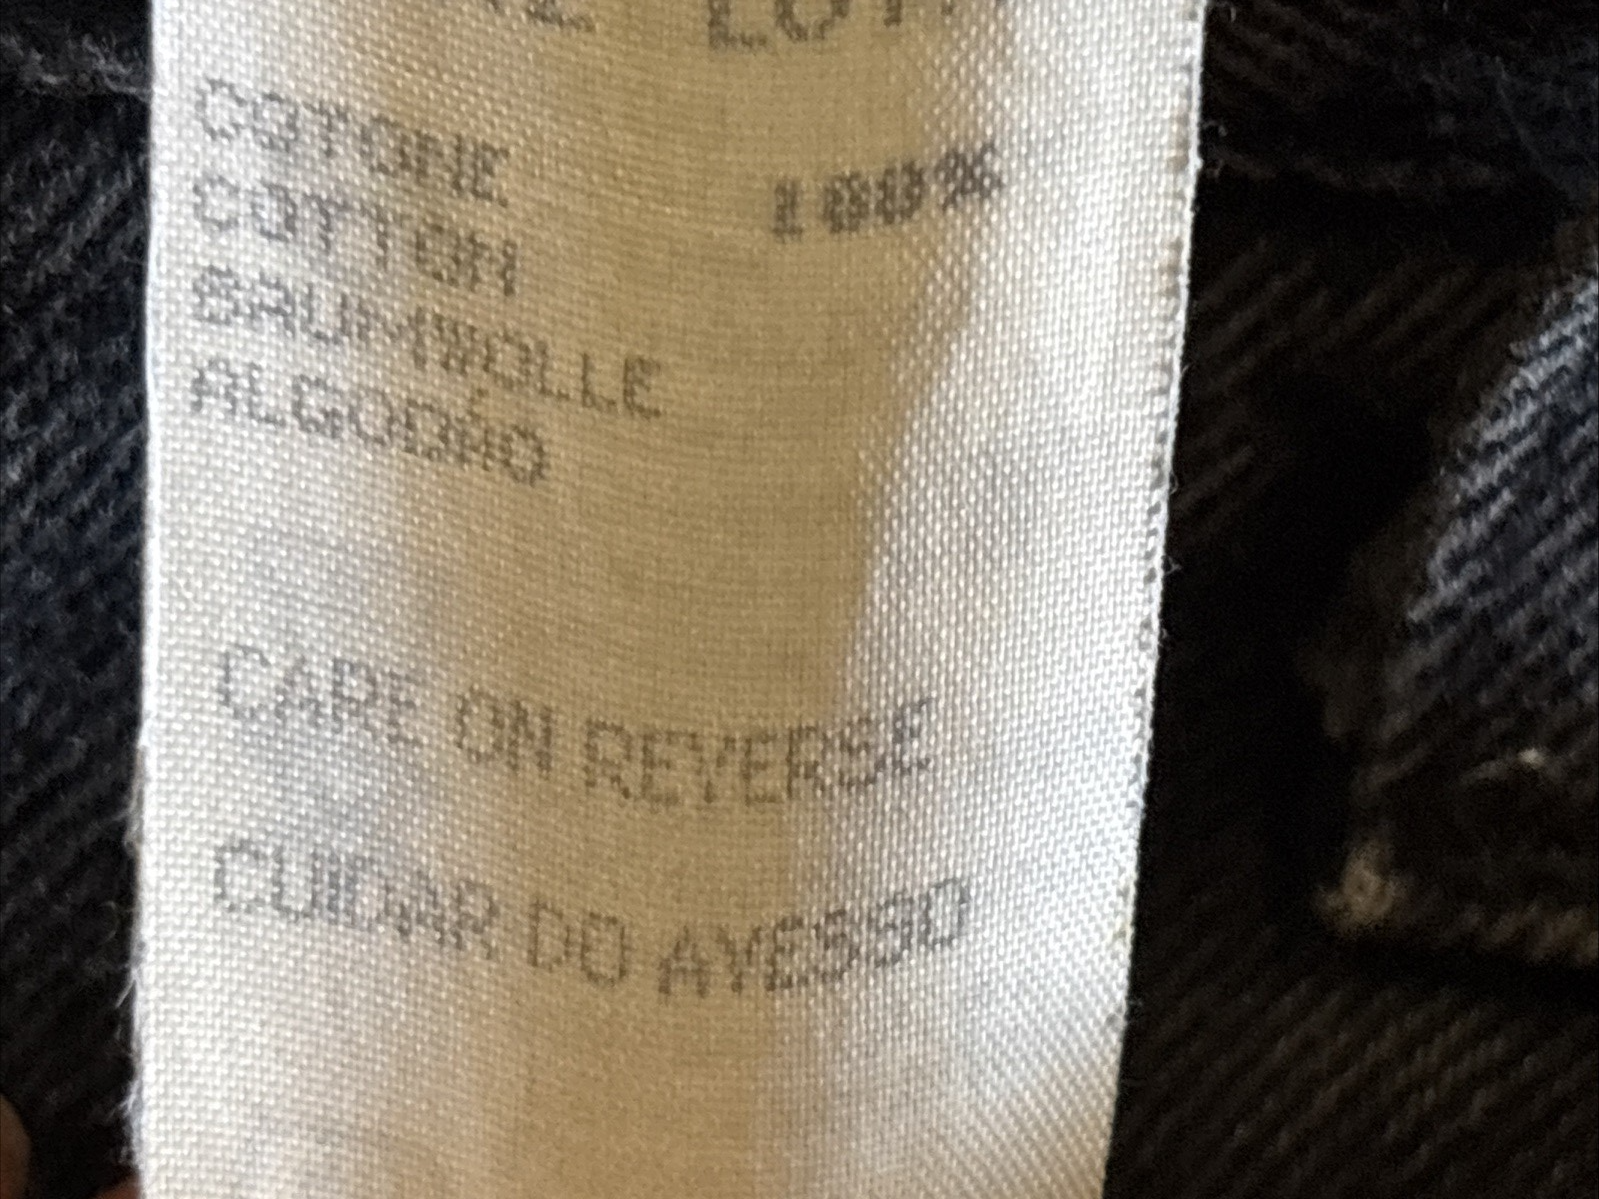 COTONE 100%
COTTON
BAUMWOLLE
ALGODÃO
CARE ON REVERSE
CUIDAR DO AVESSO